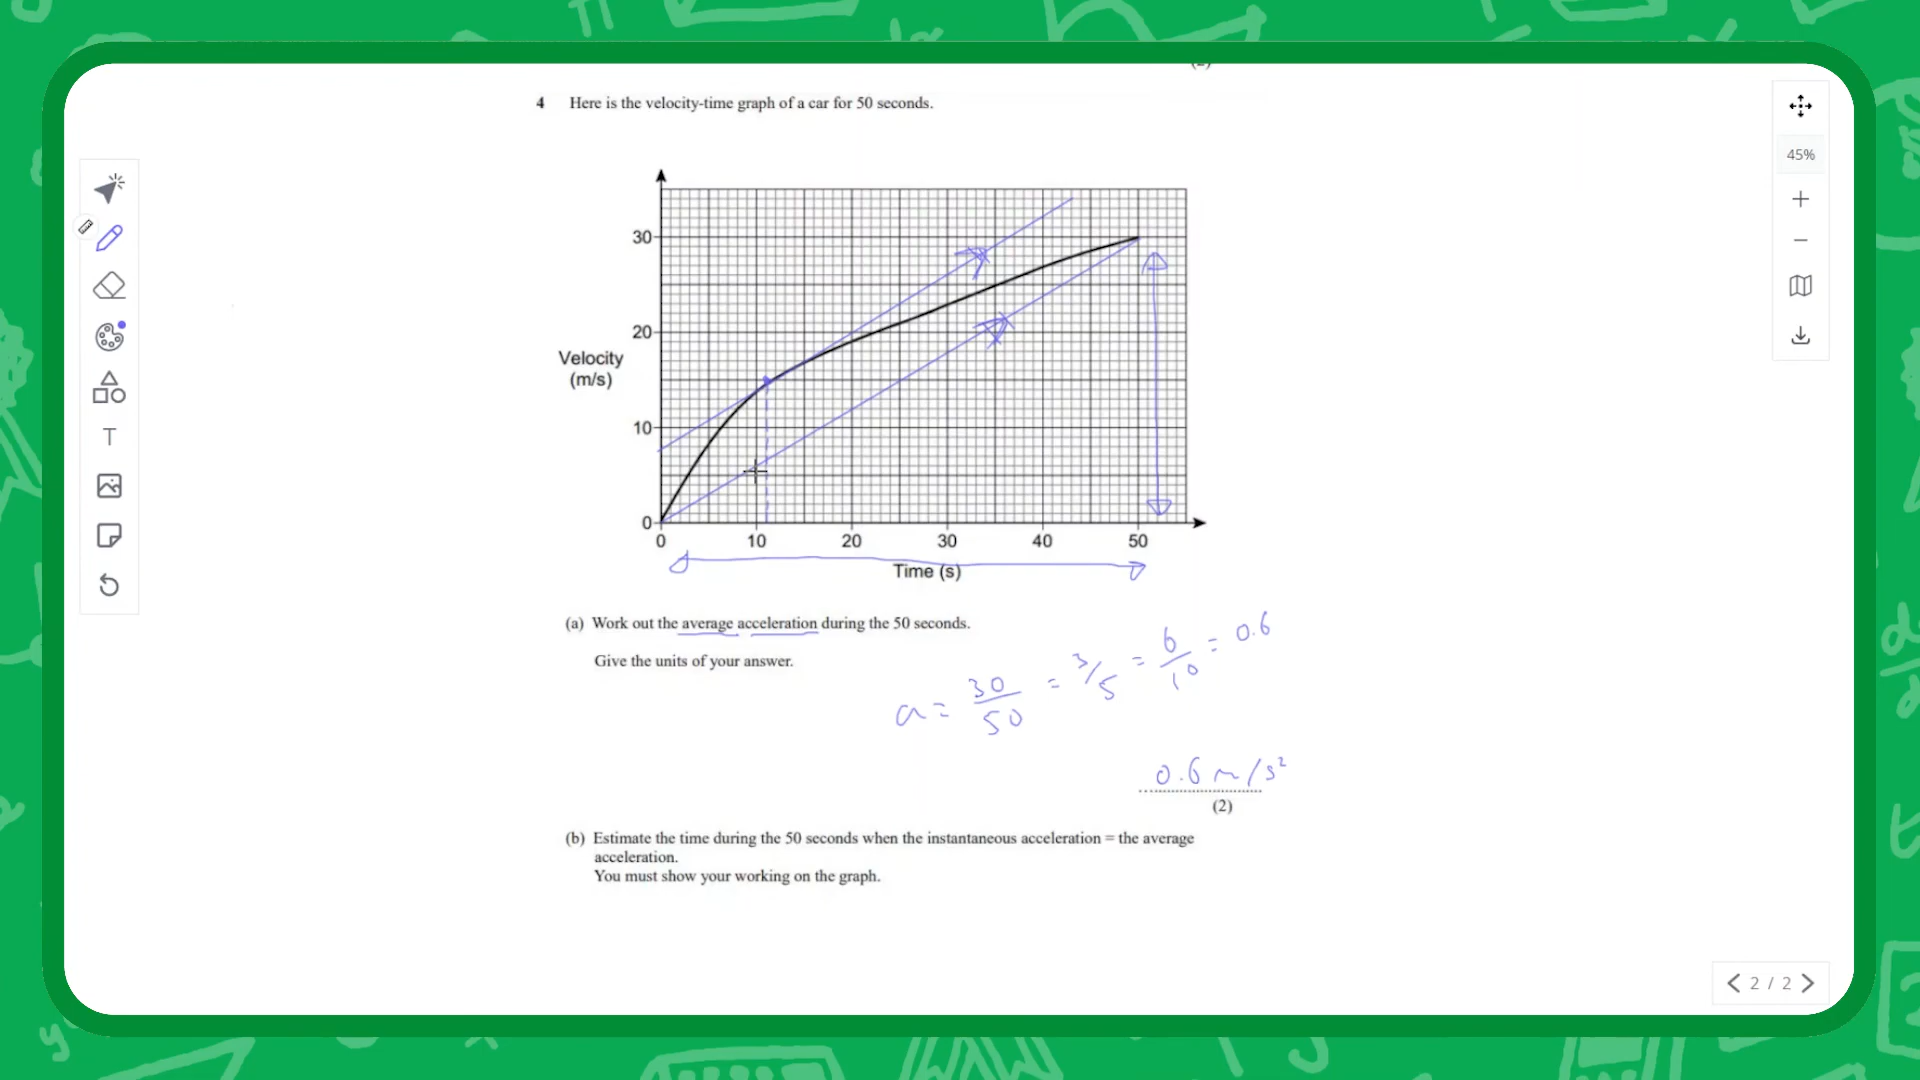 (2)
4 Here is the velocity-time graph of a car for 50 seconds.
45%
30
20
Velocity
(m/s)
10
0
0 10 20 30 40 50
Time (s)
(a) Work out the average acceleration during the 50 seconds.
Give the units of your answer.
a = 30/50 = 3/5 = 6/10 = 0.6
0.6 m/s²
(2)
(b) Estimate the time during the 50 seconds when the instantaneous acceleration = the average
acceleration.
You must show your working on the graph.
T
2 / 2